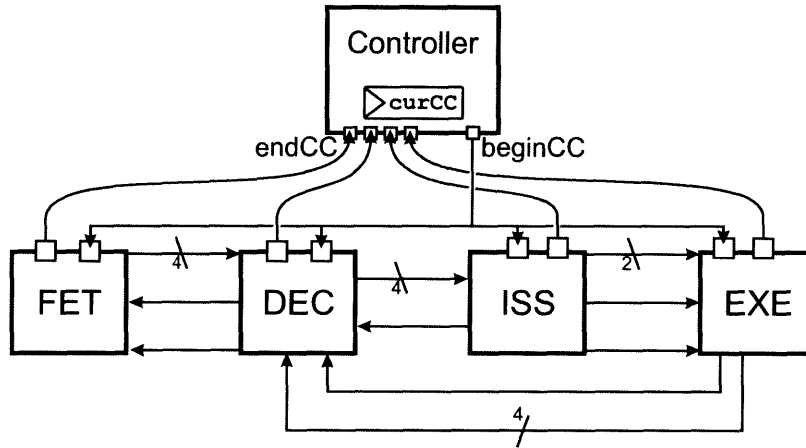 Controller
curCC
endCC
beginCC
4
4
2
FET
DEC
ISS
EXE
4